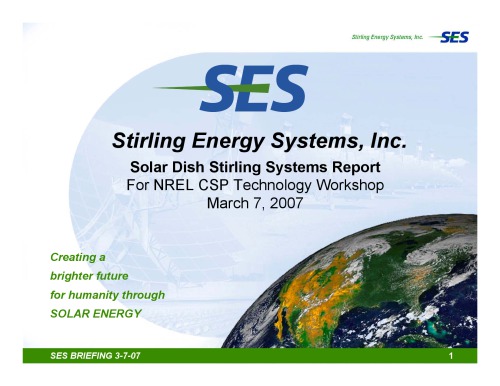 Stirling Energy Systems, Inc. SES
SES
Stirling Energy Systems, Inc.
Solar Dish Stirling Systems Report
For NREL CSP Technology Workshop
March 7, 2007
Creating a
brighter future
for humanity through
SOLAR ENERGY
SES BRIEFING 3-7-07 1